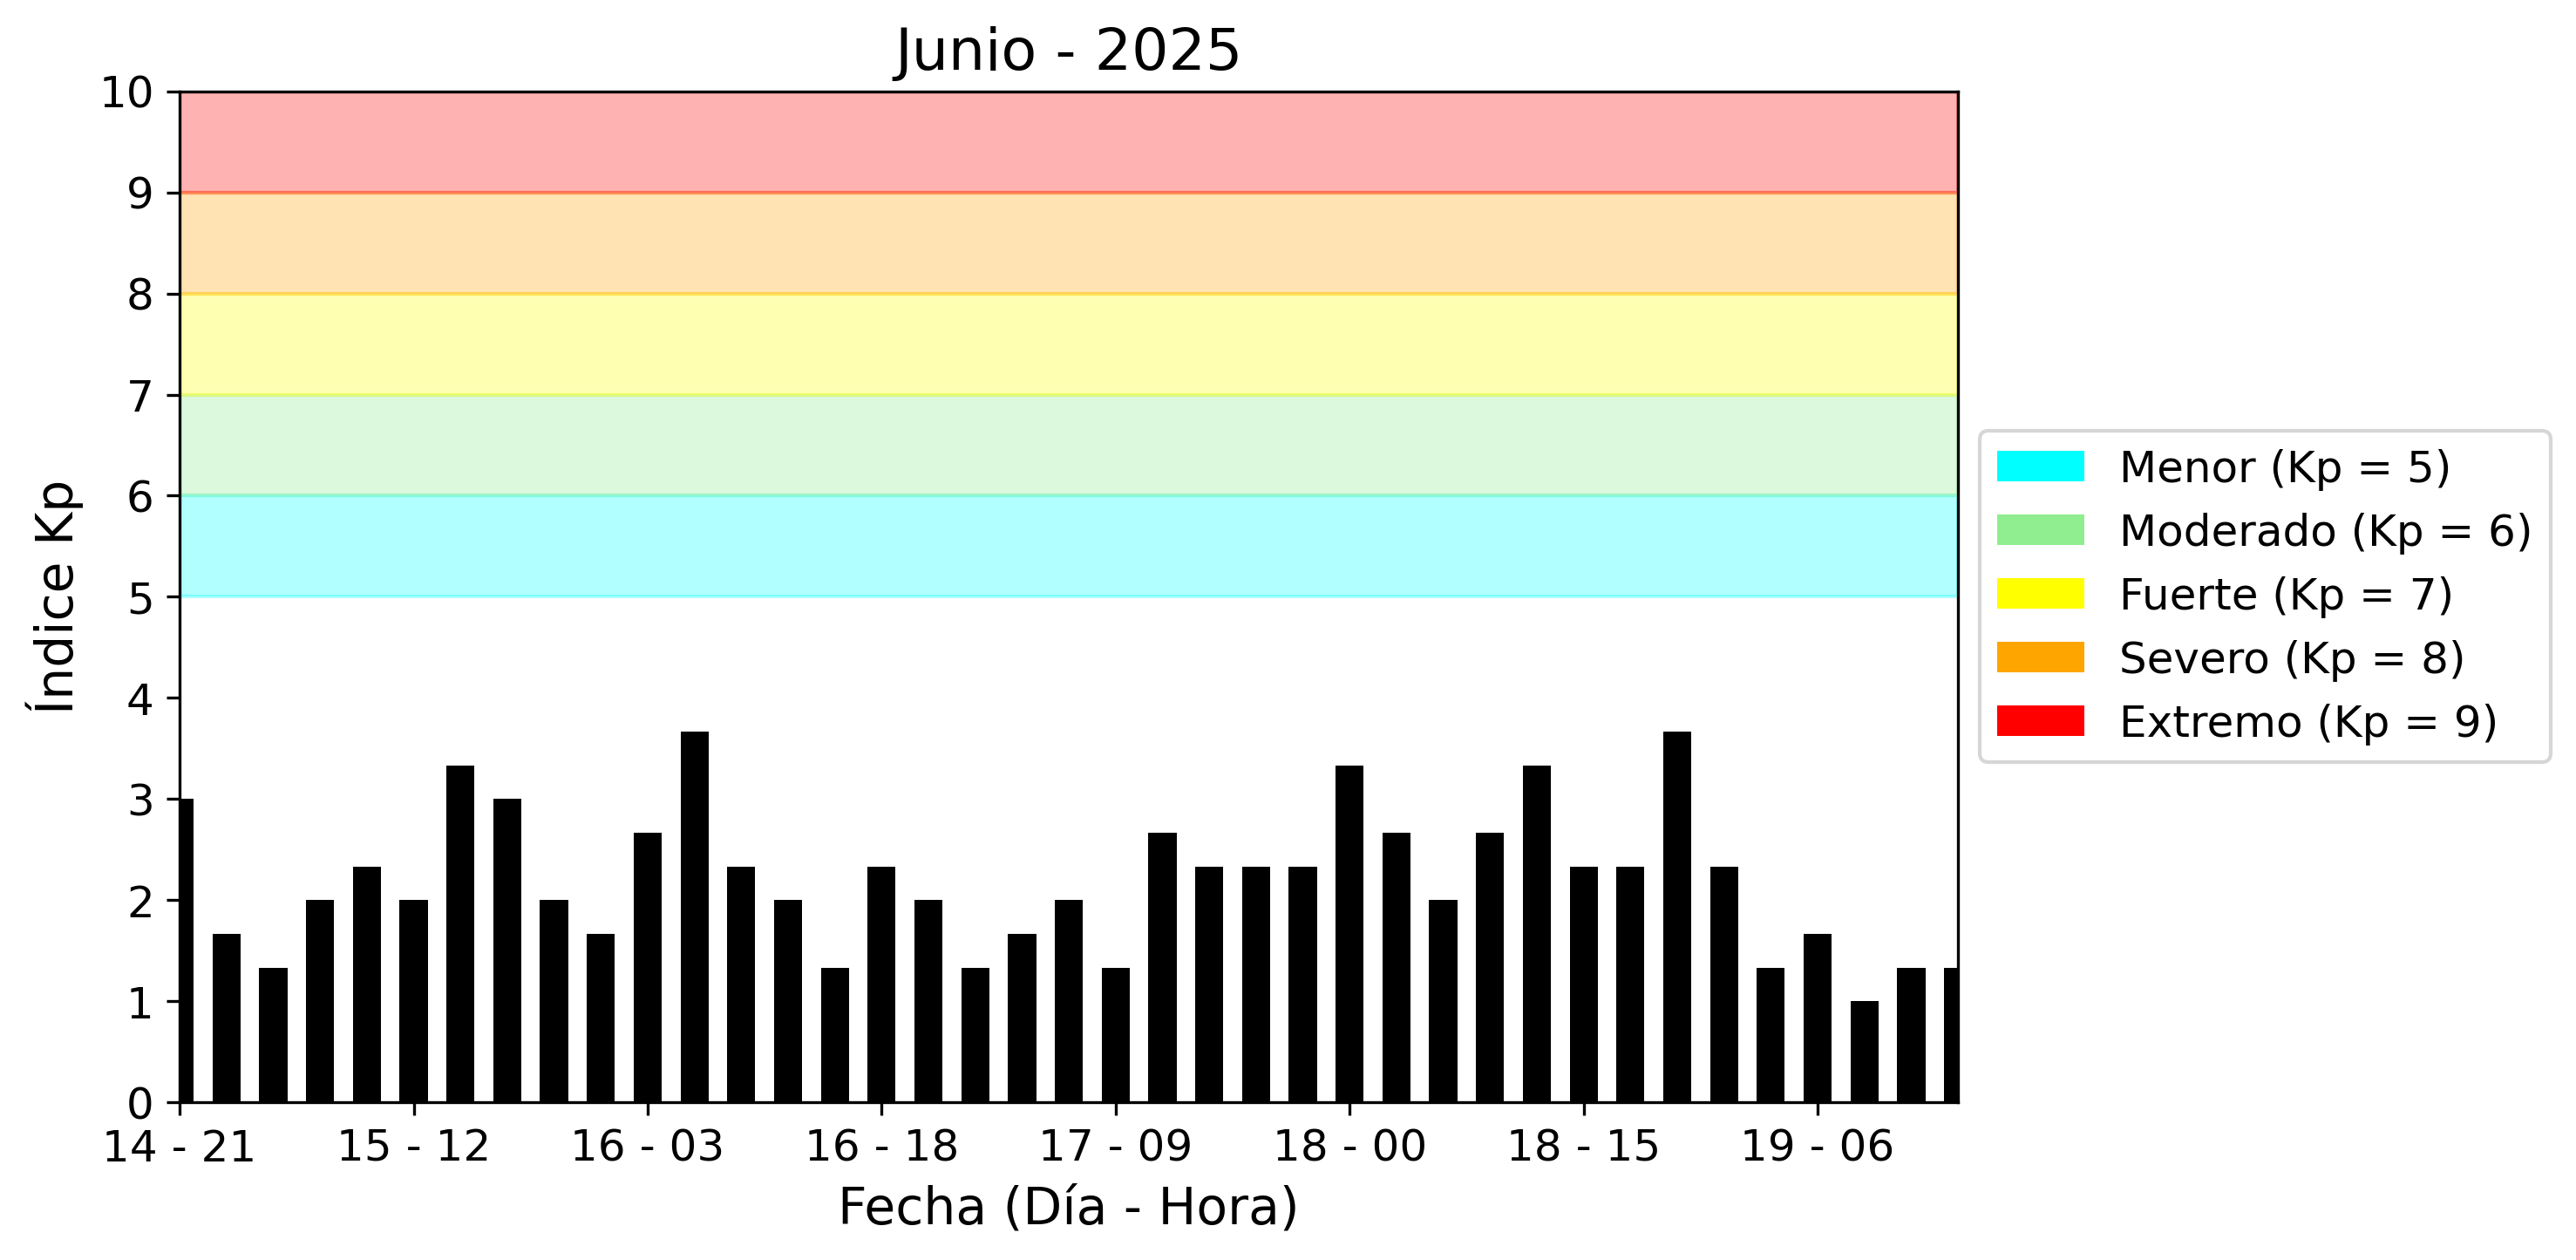 Junio - 2025
10
9
8
7
6
5
4
3
2
1
0
Índice Kp
14 - 21 15 - 12 16 - 03 16 - 18 17 - 09 18 - 00 18 - 15 19 - 06
Fecha (Día - Hora)
Menor (Kp = 5)
Moderado (Kp = 6)
Fuerte (Kp = 7)
Severo (Kp = 8)
Extremo (Kp = 9)